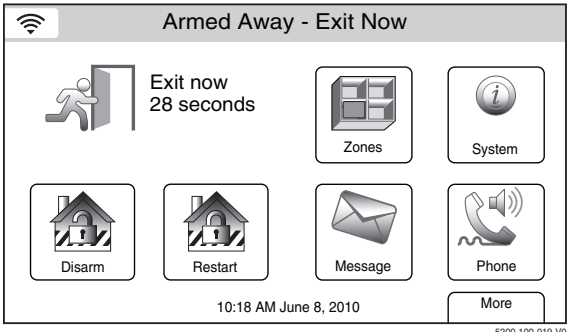 Armed Away - Exit Now
Exit now
28 seconds
Zones
System
Disarm
Restart
Message
Phone
10:18 AM June 8, 2010
More
5200-100-019-V0